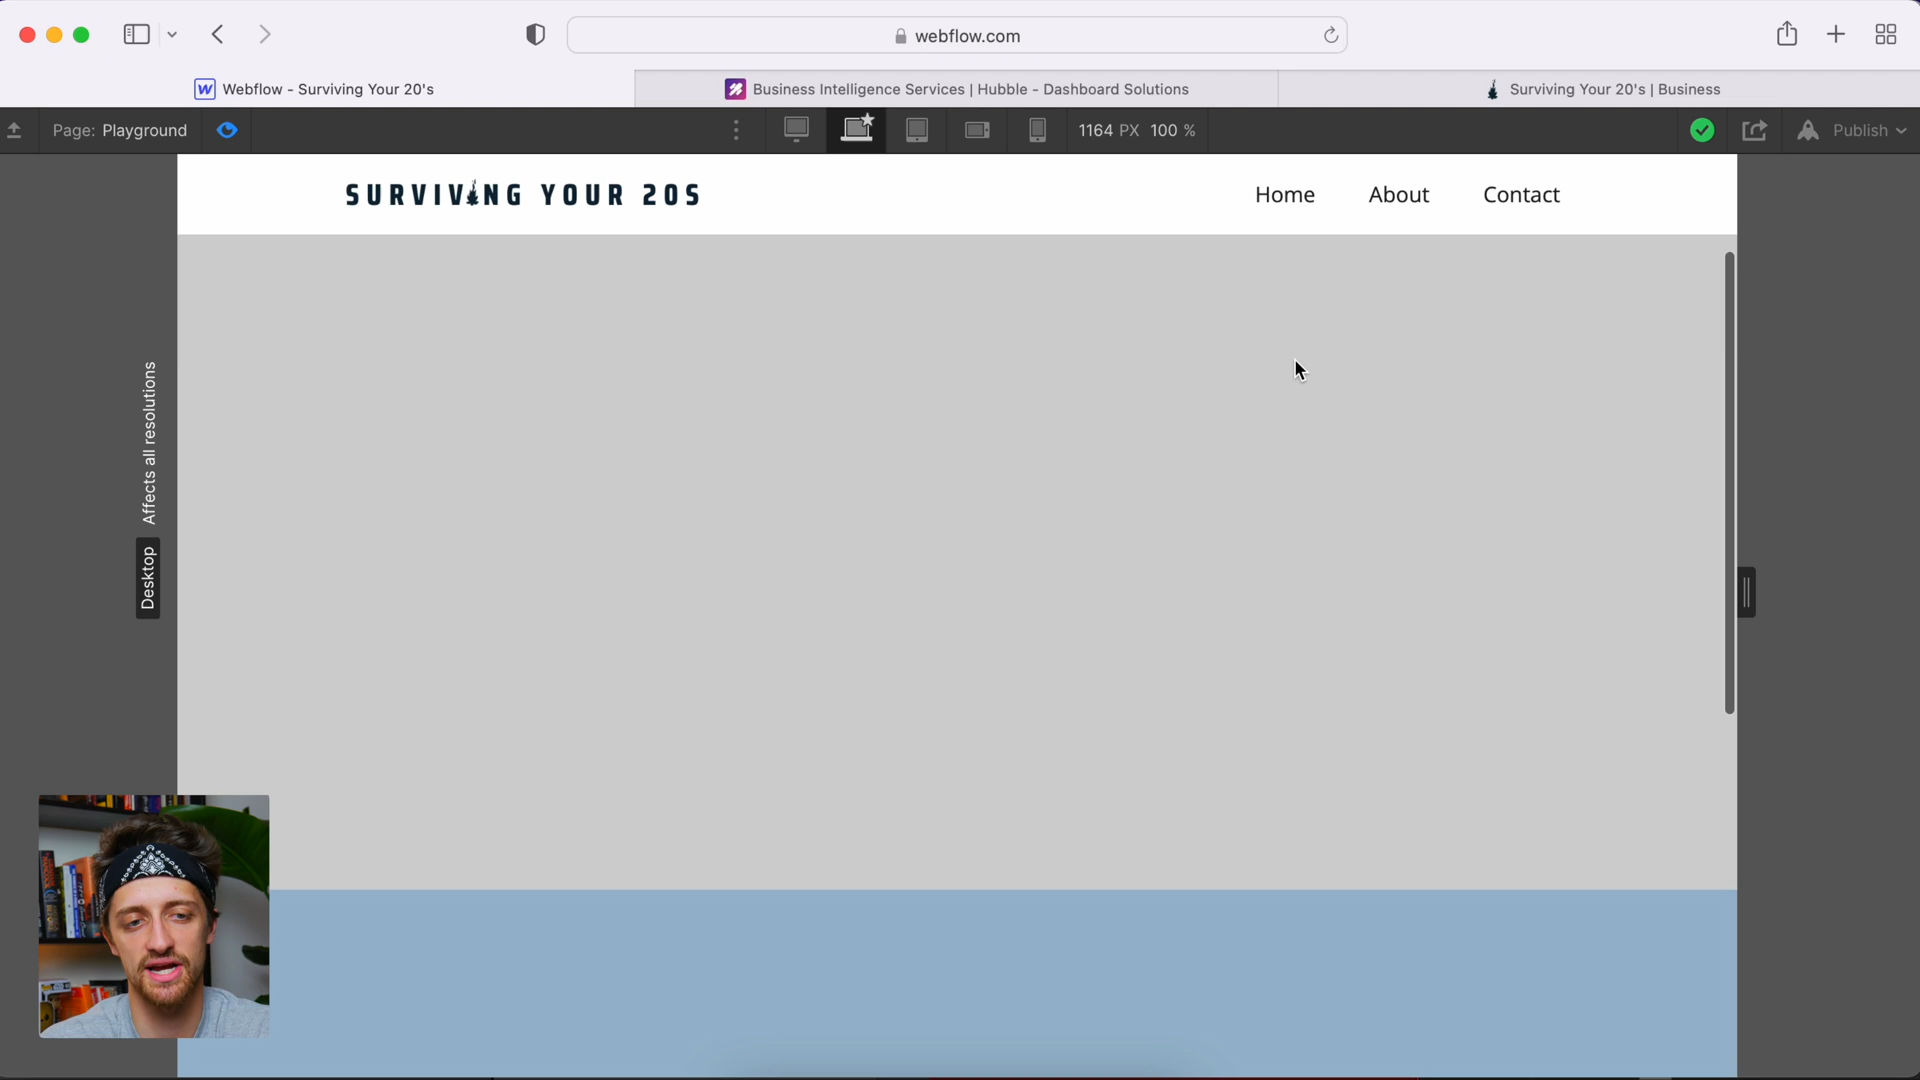 webflow.com
Webflow - Surviving Your 20's
Business Intelligence Services | Hubble - Dashboard Solutions
Surviving Your 20's | Business
Page: Playground
1164 PX 100 %
Publish
SURVIVING YOUR 20S
Home
About
Contact
Affects all resolutions
Desktop